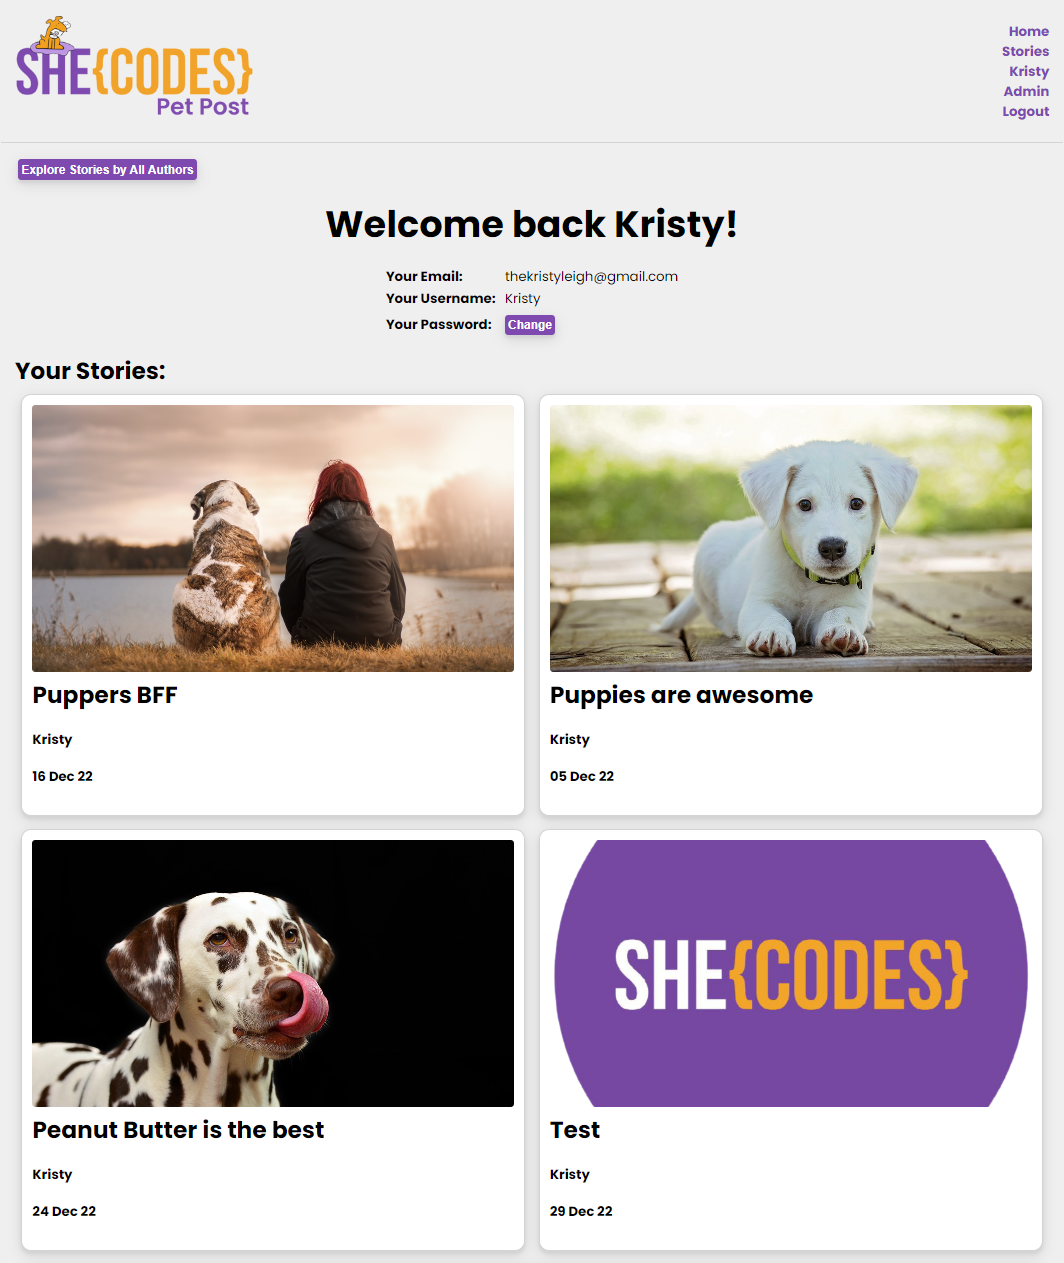 SHE{CODES}
Pet Post
Home
Stories
Kristy
Admin
Logout
Explore Stories by All Authors
Welcome back Kristy!
Your Email: thekristyleigh@gmail.com
Your Username: Kristy
Your Password: Change
Your Stories:
Puppers BFF
Kristy
16 Dec 22
Puppies are awesome
Kristy
05 Dec 22
Peanut Butter is the best
Kristy
24 Dec 22
SHE{CODES}
Test
Kristy
29 Dec 22